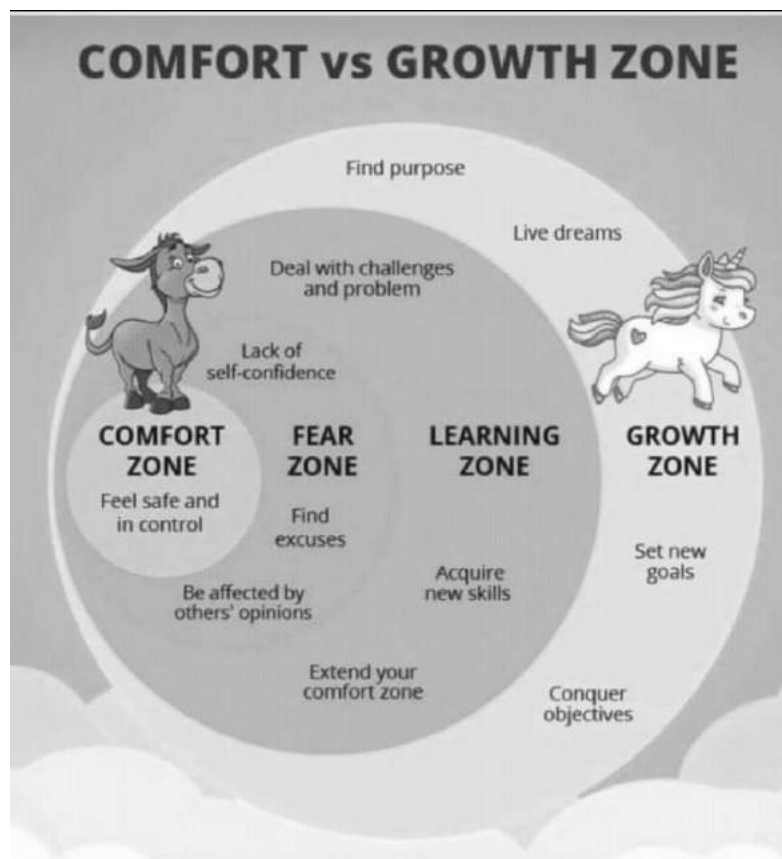 COMFORT vs GROWTH ZONE
Find purpose
Live dreams
Deal with challenges
and problem
Lack of
self-confidence
COMFORT
ZONE
Feel safe and
in control
FEAR
ZONE
Find
excuses
Be affected by
others' opinions
LEARNING
ZONE
Acquire
new skills
Extend your
comfort zone
GROWTH
ZONE
Set new
goals
Conquer
objectives